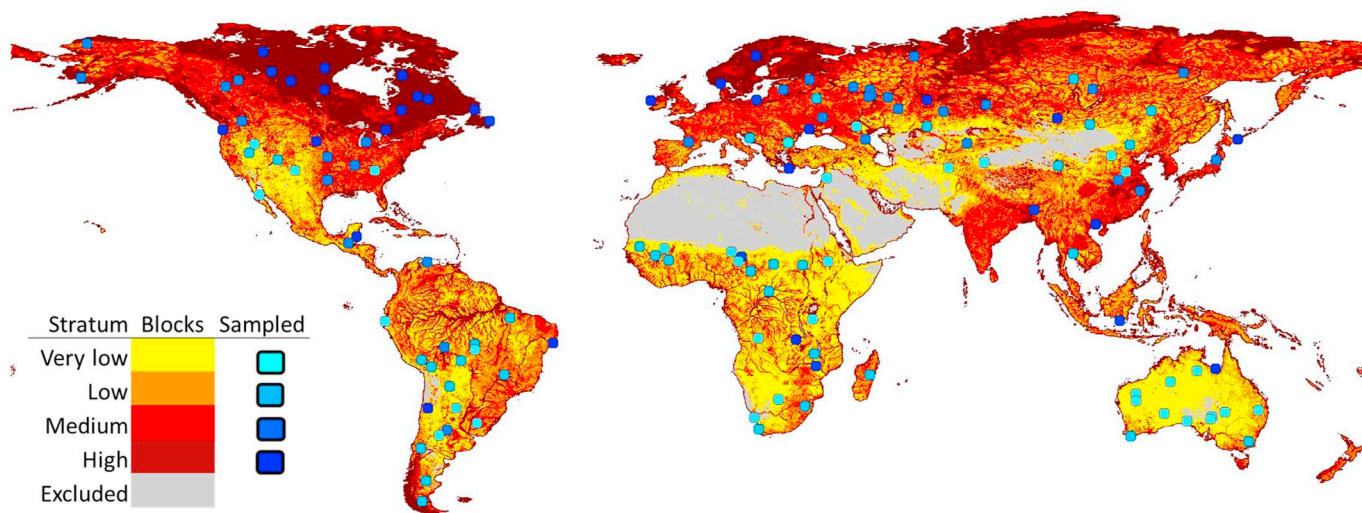 Stratum Blocks Sampled
Very low
Low
Medium
High
Excluded